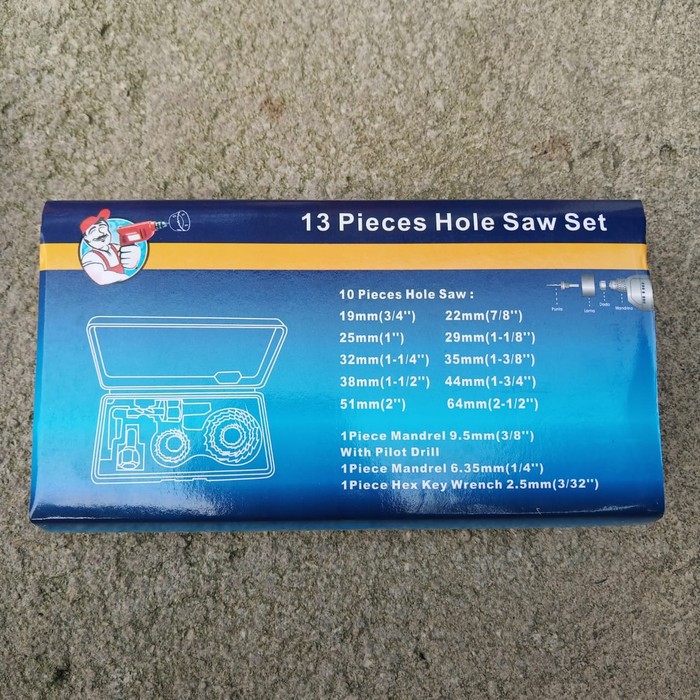 13 Pieces Hole Saw Set
10 Pieces Hole Saw :
19mm(3/4'') 22mm(7/8'')
25mm(1'') 29mm(1-1/8'')
32mm(1-1/4'') 35mm(1-3/8'')
38mm(1-1/2'') 44mm(1-3/4'')
51mm(2'') 64mm(2-1/2'')
1Piece Mandrel 9.5mm(3/8'')
With Pilot Drill
1Piece Mandrel 6.35mm(1/4'')
1Piece Hex Key Wrench 2.5mm(3/32'')
Dado
Mandrino